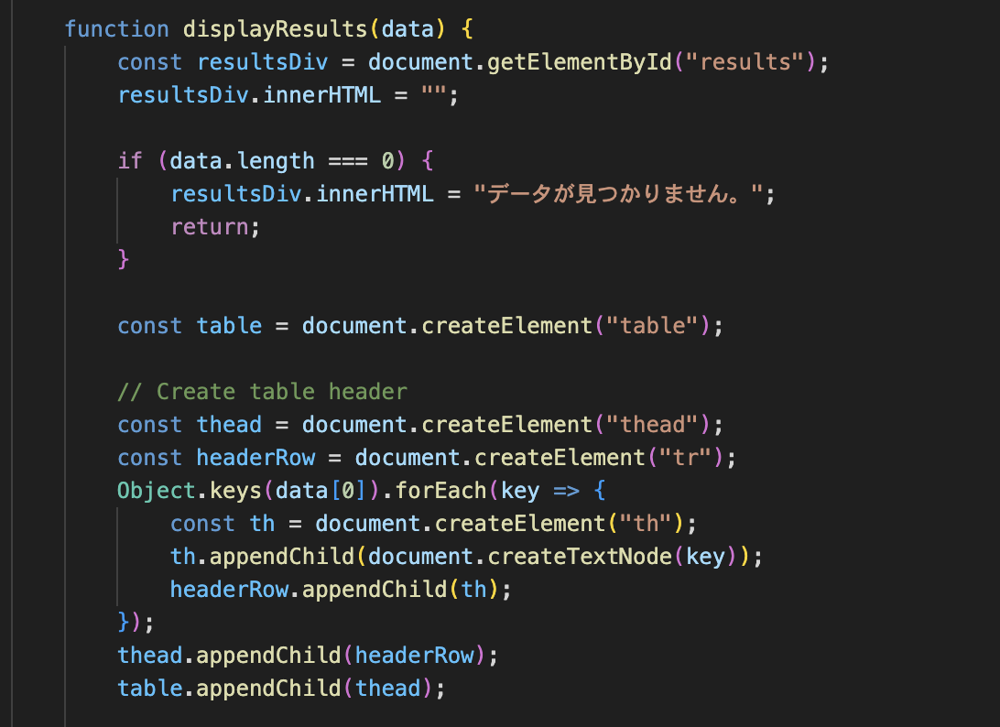 function displayResults(data) {
const resultsDiv = document.getElementById("results");
resultsDiv.innerHTML = "";
if (data.length === 0) {
resultsDiv.innerHTML = "データが見つかりません。";
return;
}
const table = document.createElement("table");
// Create table header
const thead = document.createElement("thead");
const headerRow = document.createElement("tr");
Object.keys(data[0]).forEach(key => {
const th = document.createElement("th");
th.appendChild(document.createTextNode(key));
headerRow.appendChild(th);
});
thead.appendChild(headerRow);
table.appendChild(thead);